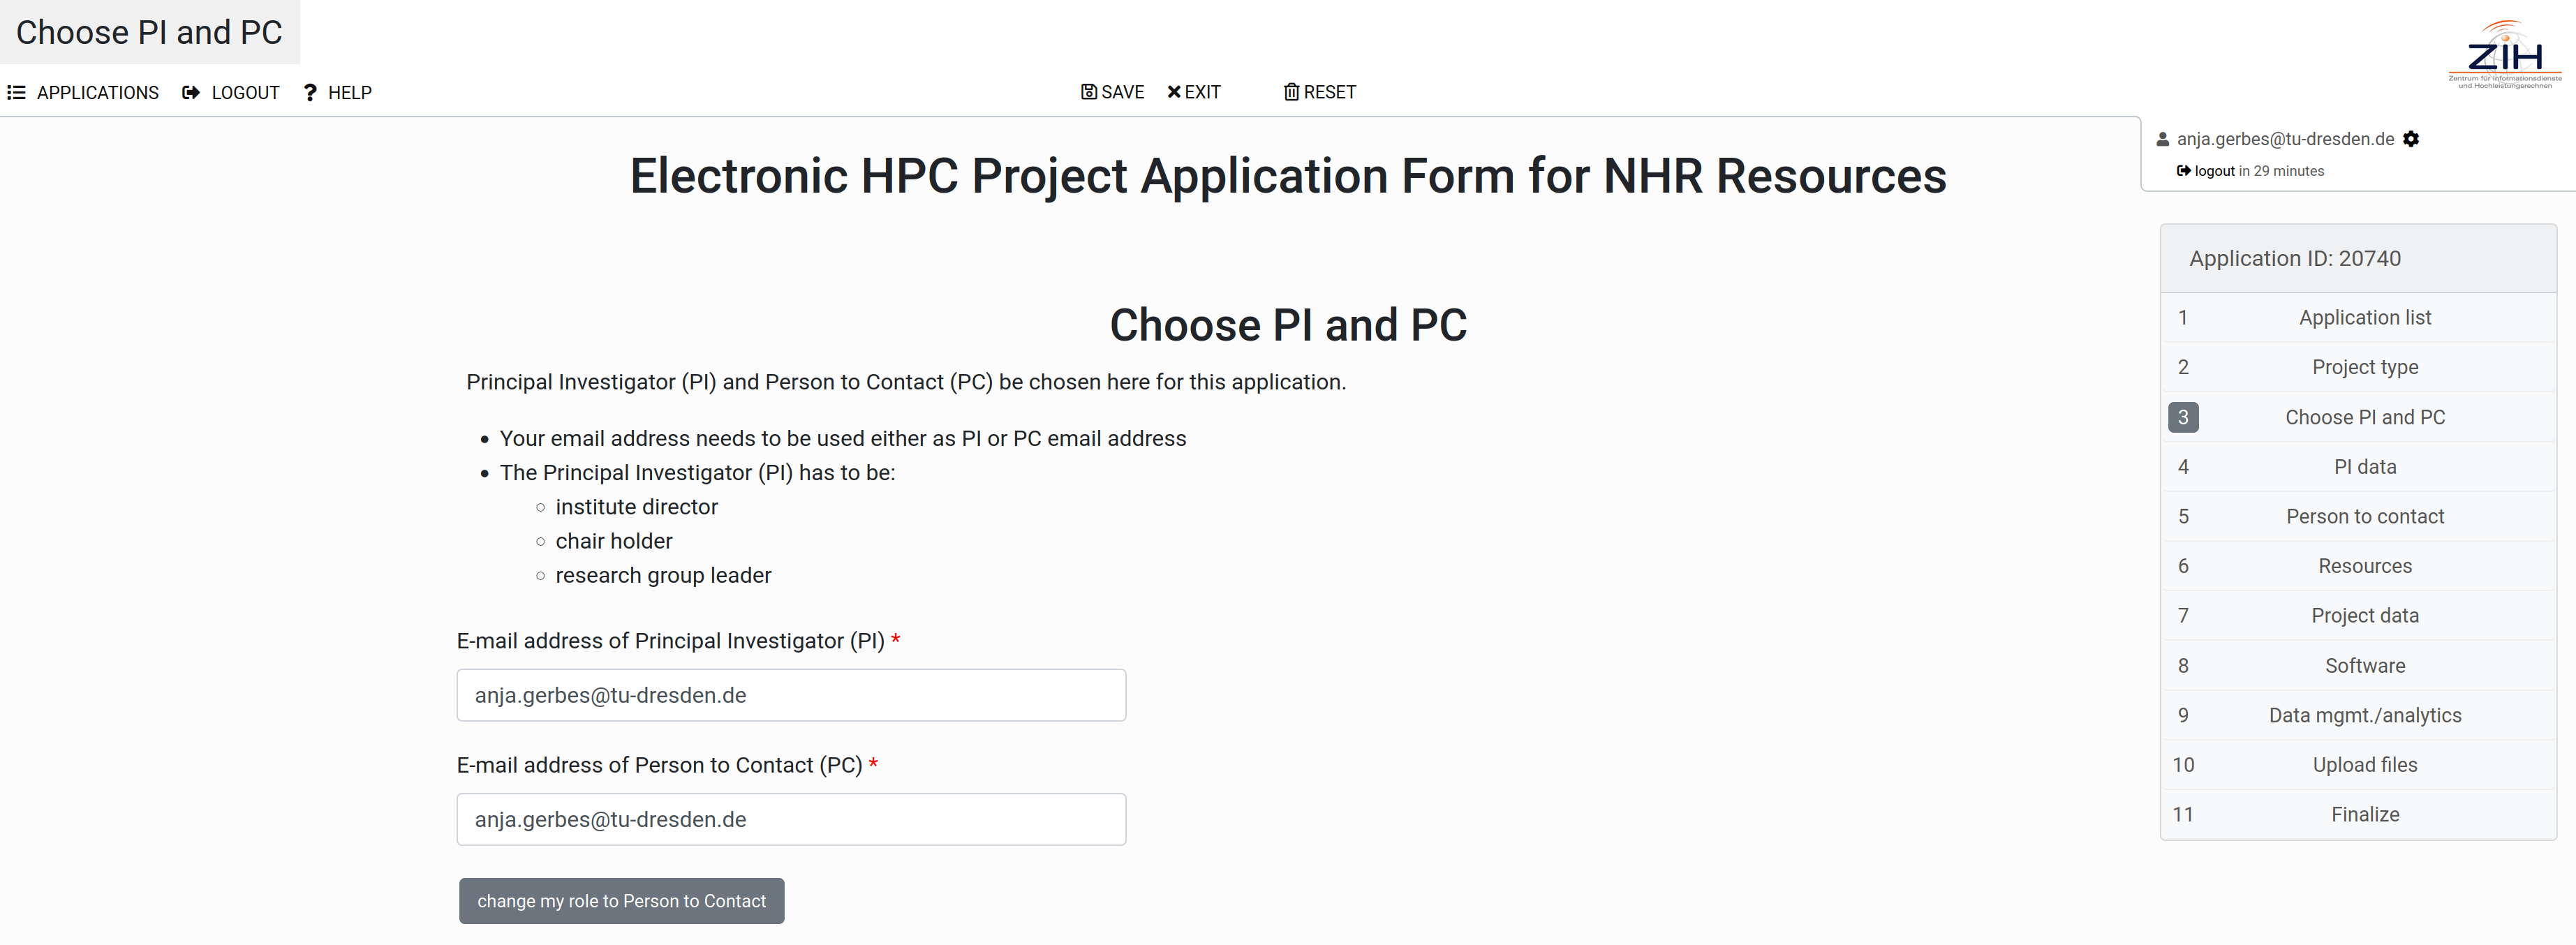 Choose PI and PC
APPLICATIONS LOGOUT ? HELP SAVE EXIT RESET
ZIH
Zentrum für Informationsdienste
und Hochleistungsrechnen
anja.gerbes@tu-dresden.de
logout in 29 minutes
Electronic HPC Project Application Form for NHR Resources
Choose PI and PC
Principal Investigator (PI) and Person to Contact (PC) be chosen here for this application.
• Your email address needs to be used either as PI or PC email address
• The Principal Investigator (PI) has to be:
○ institute director
○ chair holder
○ research group leader
E-mail address of Principal Investigator (PI) *
anja.gerbes@tu-dresden.de
E-mail address of Person to Contact (PC) *
anja.gerbes@tu-dresden.de
change my role to Person to Contact
Application ID: 20740
1 Application list
2 Project type
3 Choose PI and PC
4 PI data
5 Person to contact
6 Resources
7 Project data
8 Software
9 Data mgmt./analytics
10 Upload files
11 Finalize